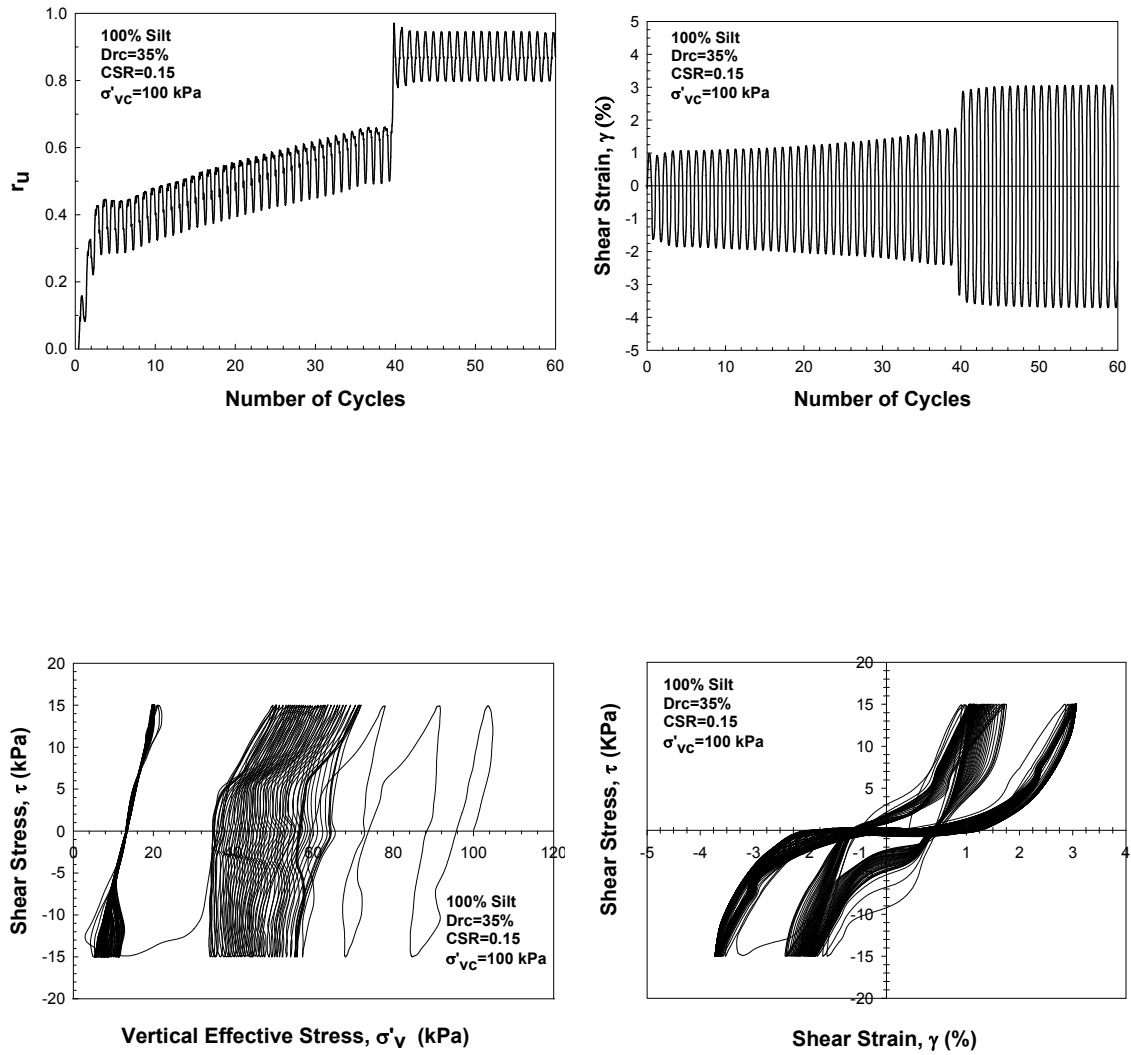 1.0
0.8
0.6
0.4
0.2
0.0
ru
100% Silt
Drc=35%
CSR=0.15
σ'vc=100 kPa
0 10 20 30 40 50 60
Number of Cycles
5
4
3
2
1
0
-1
-2
-3
-4
-5
Shear Strain, γ (%)
100% Silt
Drc=35%
CSR=0.15
σ'vc=100 kPa
0 10 20 30 40 50 60
Number of Cycles
20
15
10
5
0
-5
-10
-15
-20
Shear Stress, τ (kPa)
0 20 40 60 80 100 120
100% Silt
Drc=35%
CSR=0.15
σ'vc=100 kPa
Vertical Effective Stress, σ'v (kPa)
20
15
10
5
0
-5
-10
-15
-20
Shear Stress, τ (KPa)
100% Silt
Drc=35%
CSR=0.15
σ'vc=100 kPa
-5 -4 -3 -2 -1 0 1 2 3 4
Shear Strain, γ (%)